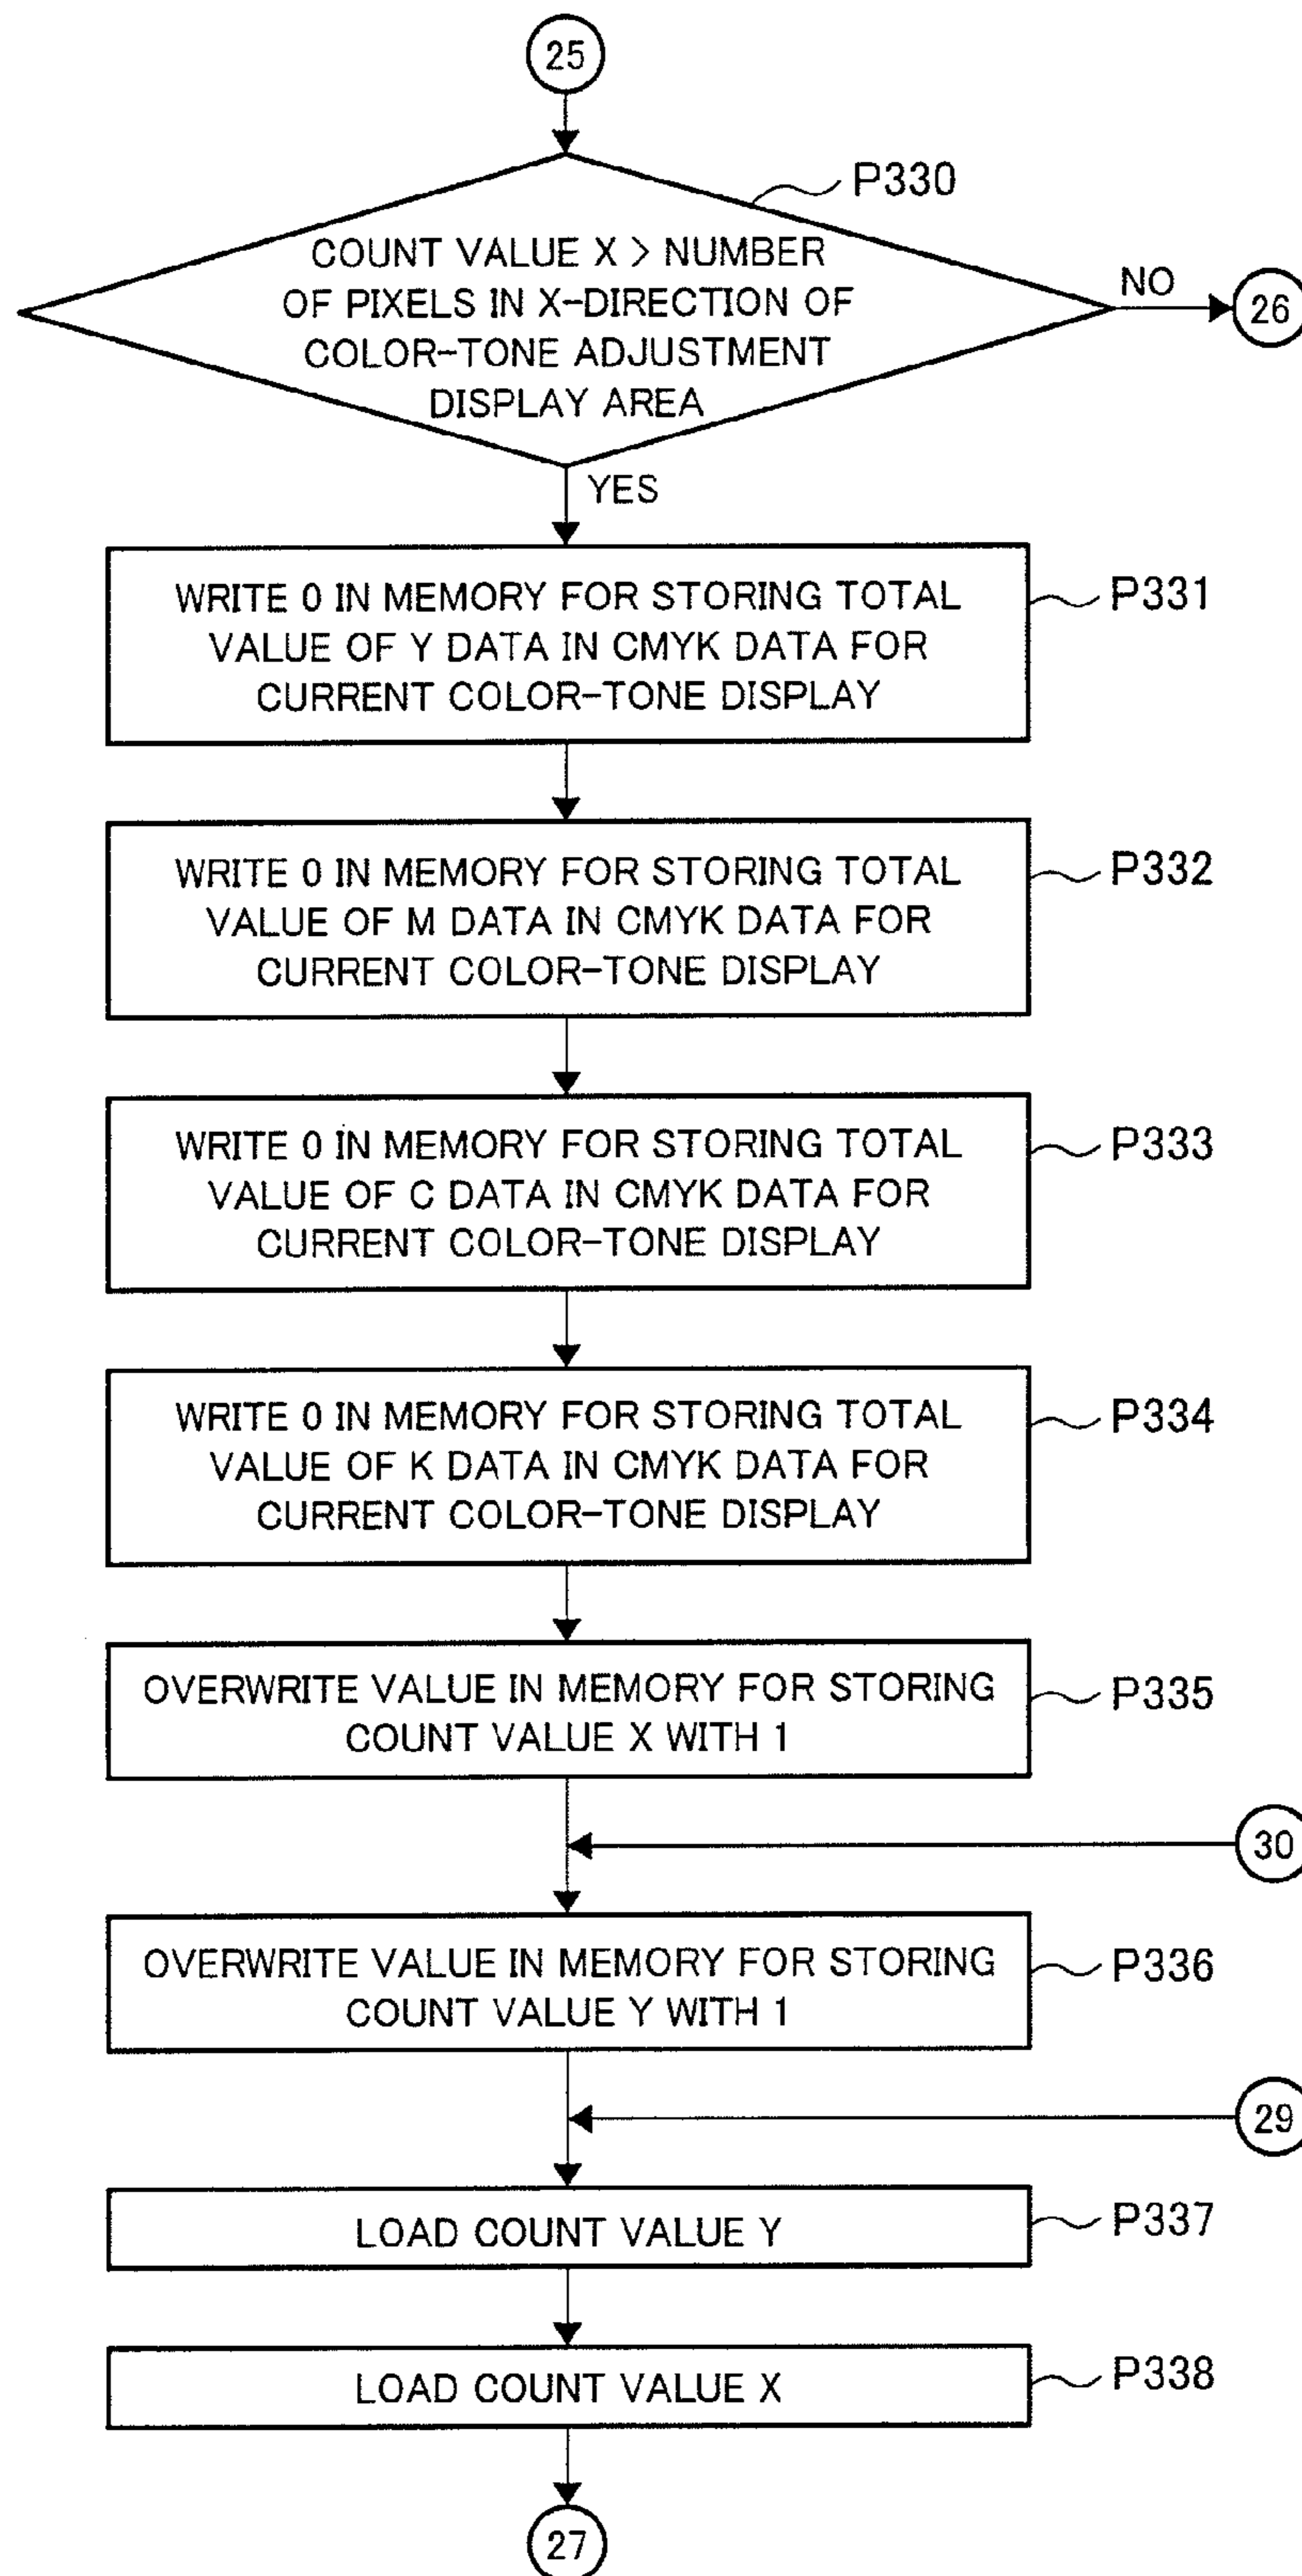 25
P330
COUNT VALUE X > NUMBER
OF PIXELS IN X-DIRECTION OF
COLOR-TONE ADJUSTMENT
DISPLAY AREA
NO
26
YES
WRITE 0 IN MEMORY FOR STORING TOTAL
VALUE OF Y DATA IN CMYK DATA FOR
CURRENT COLOR-TONE DISPLAY
P331
WRITE 0 IN MEMORY FOR STORING TOTAL
VALUE OF M DATA IN CMYK DATA FOR
CURRENT COLOR-TONE DISPLAY
P332
WRITE 0 IN MEMORY FOR STORING TOTAL
VALUE OF C DATA IN CMYK DATA FOR
CURRENT COLOR-TONE DISPLAY
P333
WRITE 0 IN MEMORY FOR STORING TOTAL
VALUE OF K DATA IN CMYK DATA FOR
CURRENT COLOR-TONE DISPLAY
P334
OVERWRITE VALUE IN MEMORY FOR STORING
COUNT VALUE X WITH 1
P335
30
OVERWRITE VALUE IN MEMORY FOR STORING
COUNT VALUE Y WITH 1
P336
29
LOAD COUNT VALUE Y
P337
LOAD COUNT VALUE X
P338
27